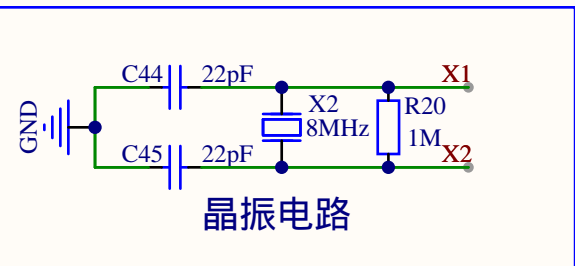 C44 22pF X1
X2 R20
GND 8MHz 1M
C45 22pF X2
晶振电路